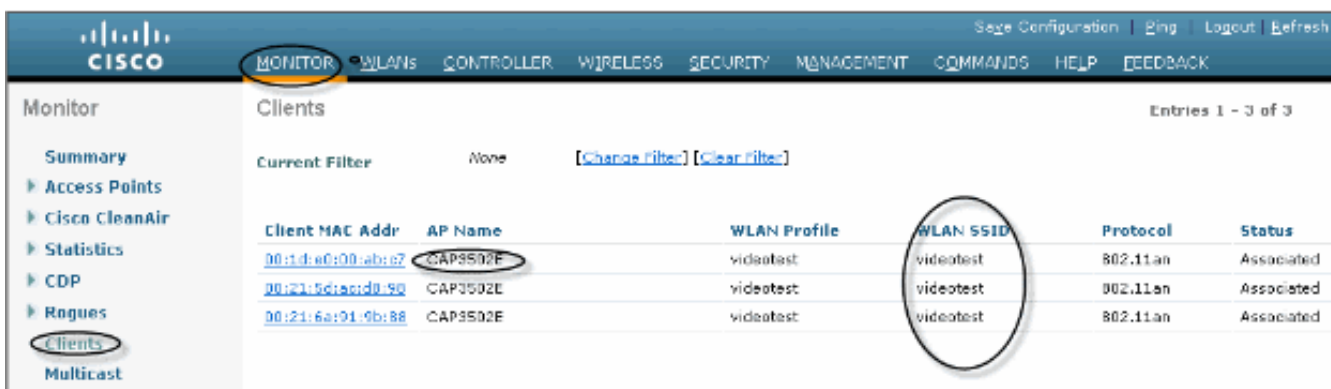 Save Configuration | Ping | Logout | Refresh
CISCO
MONITOR WLANs CONTROLLER WIRELESS SECURITY MANAGEMENT COMMANDS HELP FEEDBACK
Monitor
Summary
Access Points
Cisco CleanAir
Statistics
CDP
Rogues
Clients
Multicast
Clients
Entries 1 - 3 of 3
Current Filter None [Change Filter] [Clear Filter]
Client MAC Addr AP Name WLAN Profile WLAN SSID Protocol Status
00:1d:e0:00:ab:c7 CAP3502E videotest videotest 802.11an Associated
00:21:5d:ac:d8:98 CAP3502E videotest videotest 802.11an Associated
00:21:6a:91:9b:88 CAP3502E videotest videotest 802.11an Associated